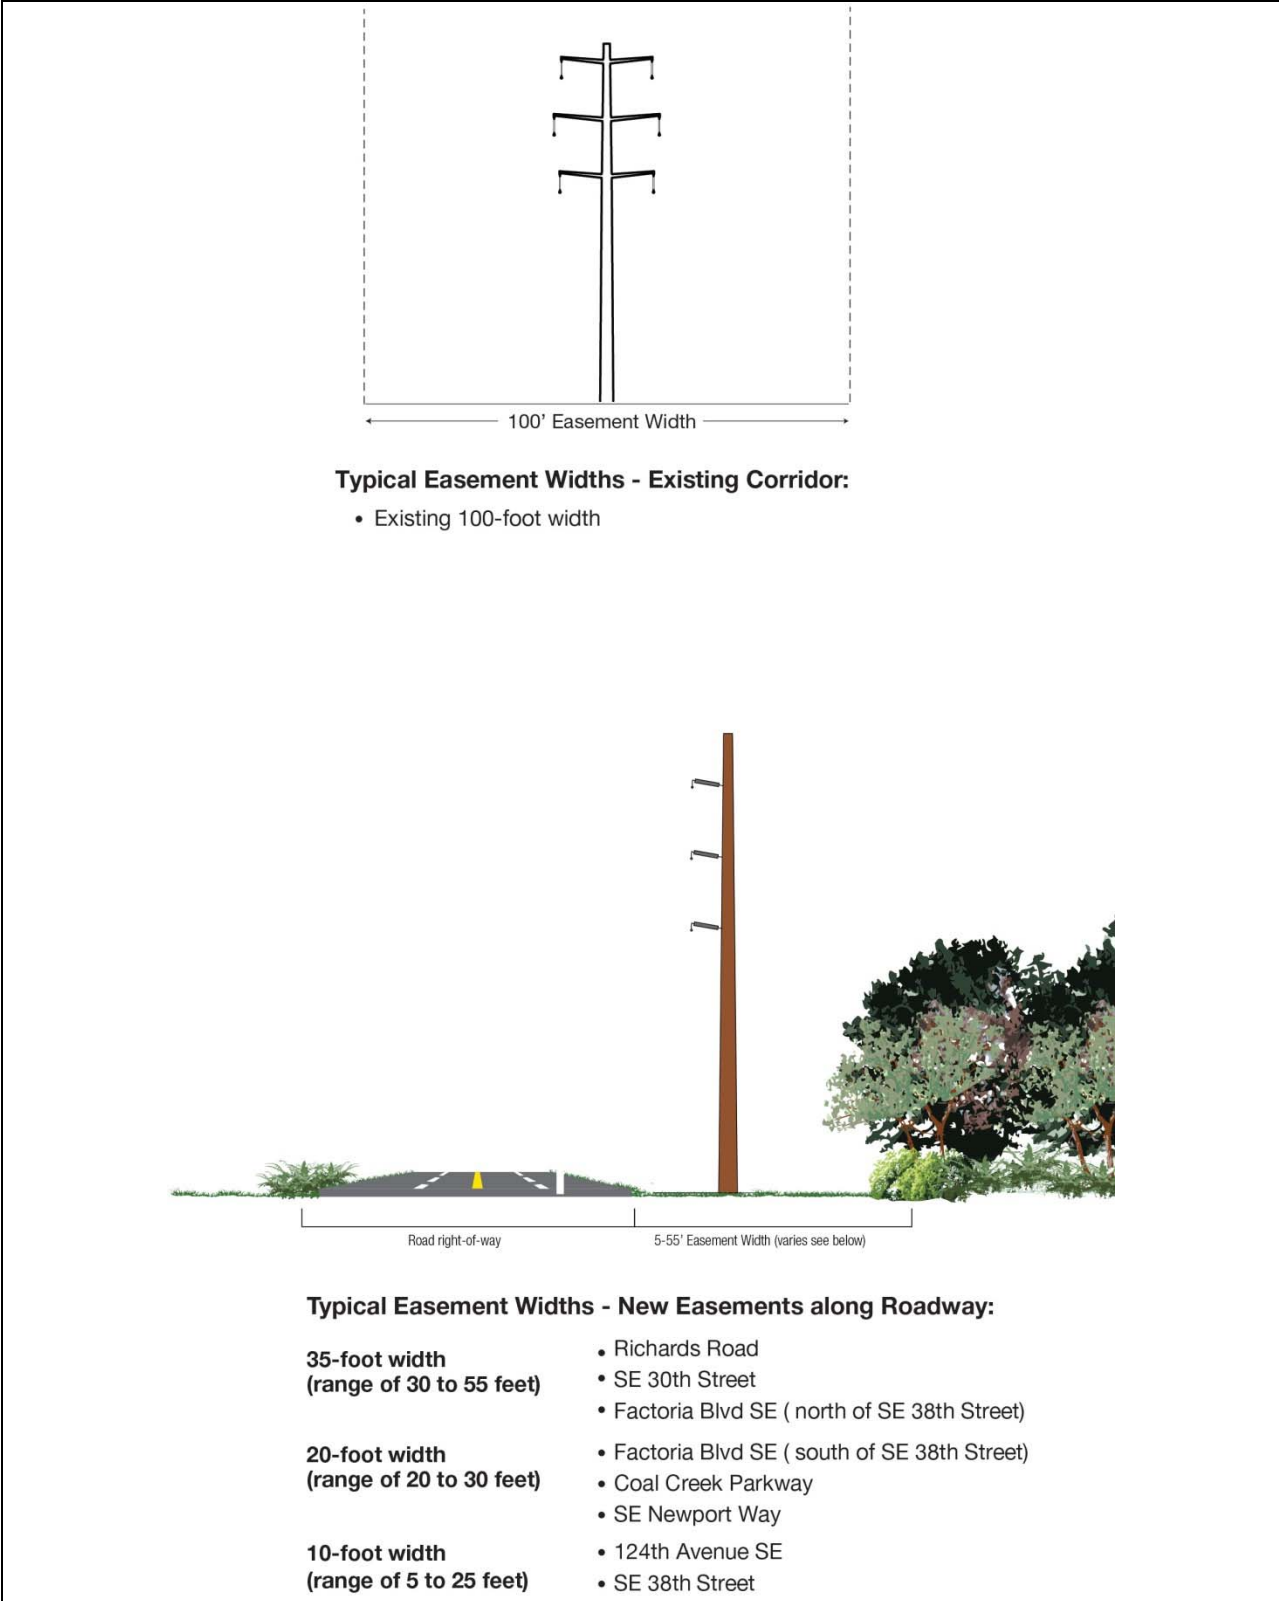 100' Easement Width
Typical Easement Widths - Existing Corridor:
• Existing 100-foot width
Road right-of-way
5-55' Easement Width (varies see below)
Typical Easement Widths - New Easements along Roadway:
35-foot width
(range of 30 to 55 feet)
• Richards Road
• SE 30th Street
• Factoria Blvd SE ( north of SE 38th Street)
20-foot width
(range of 20 to 30 feet)
• Factoria Blvd SE ( south of SE 38th Street)
• Coal Creek Parkway
• SE Newport Way
10-foot width
(range of 5 to 25 feet)
• 124th Avenue SE
• SE 38th Street